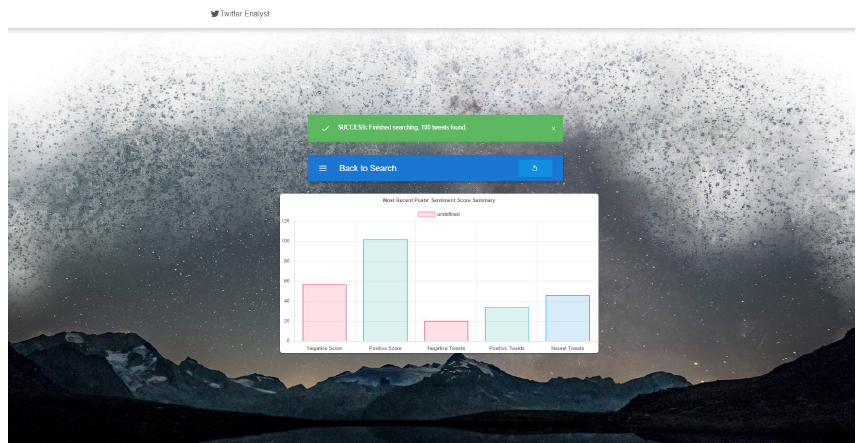 Twitter Enalyst
SUCCESS: Finished searching, 100 tweets found.
×
Back to Search
Most Recent Posts' Sentiment Score Summary
undefined
120
100
80
60
40
20
0
Negative Score Positive Score Negative Tweets Positive Tweets Neural Tweets